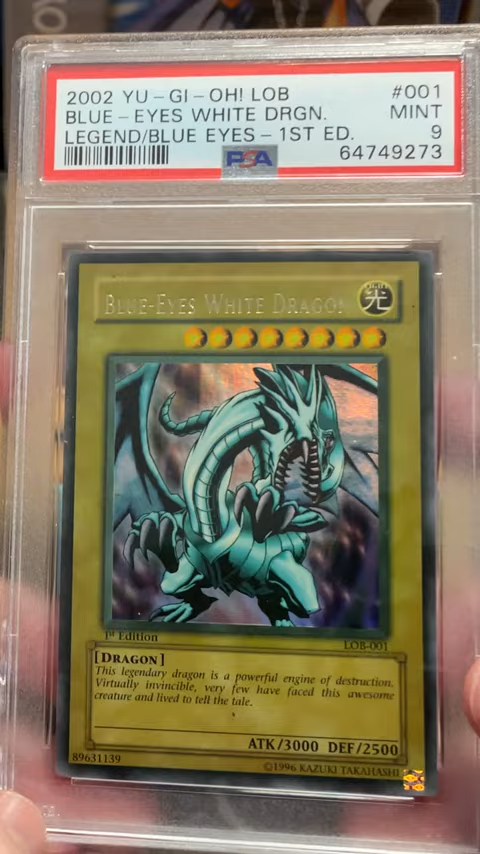 2002 YU-GI-OH! LOB #001
BLUE-EYES WHITE DRGN. MINT
LEGEND/BLUE EYES-1ST ED. 9
PSA 64749273
BLUE-EYES WHITE DRAGON
LIGHT
光
1st Edition LOB-001
[DRAGON]
This legendary dragon is a powerful engine of destruction.
Virtually invincible, very few have faced this awesome
creature and lived to tell the tale.
ATK/3000 DEF/2500
89631139 ©1996 KAZUKI TAKAHASHI